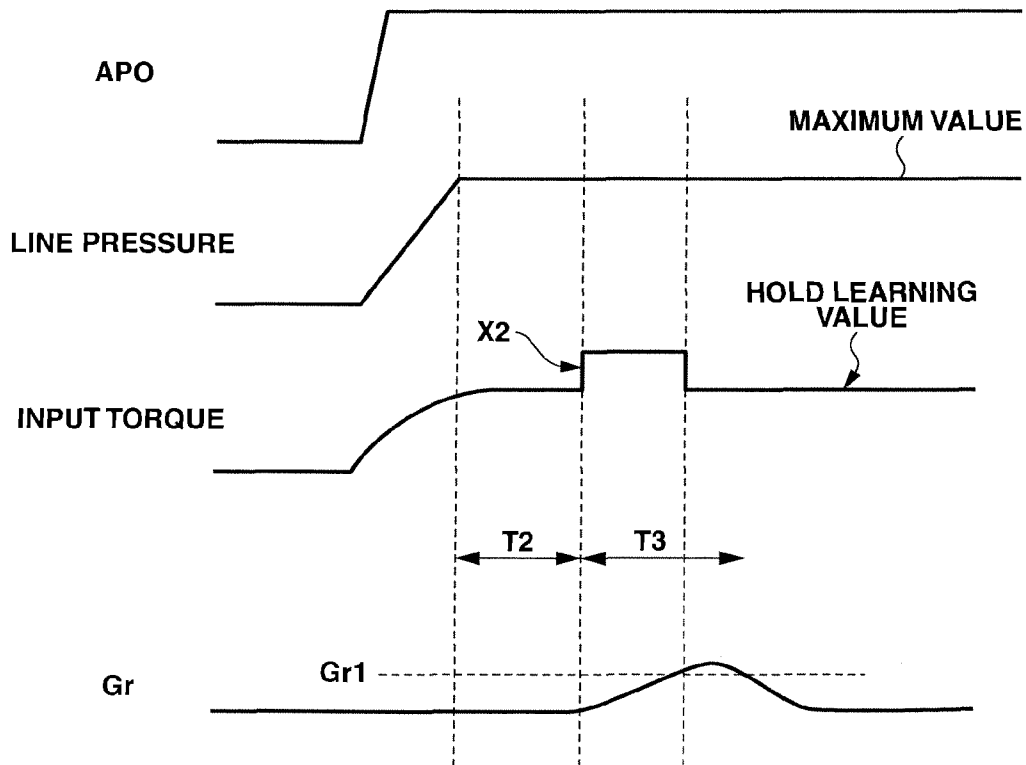 APO
MAXIMUM VALUE
LINE PRESSURE
HOLD LEARNING
VALUE
X2
INPUT TORQUE
T2
T3
Gr1
Gr